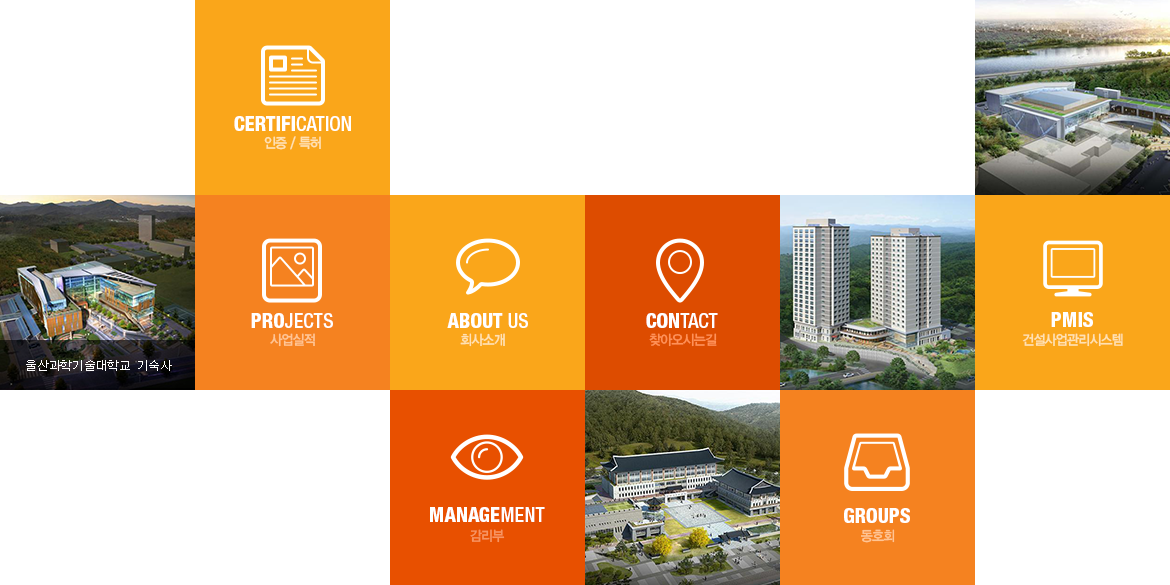 CERTIFICATION
인증 / 특허
울산과학기술대학교 기숙사
PROJECTS
사업실적
ABOUT US
회사소개
CONTACT
찾아오시는길
PMIS
건설사업관리시스템
MANAGEMENT
감리부
GROUPS
동호회